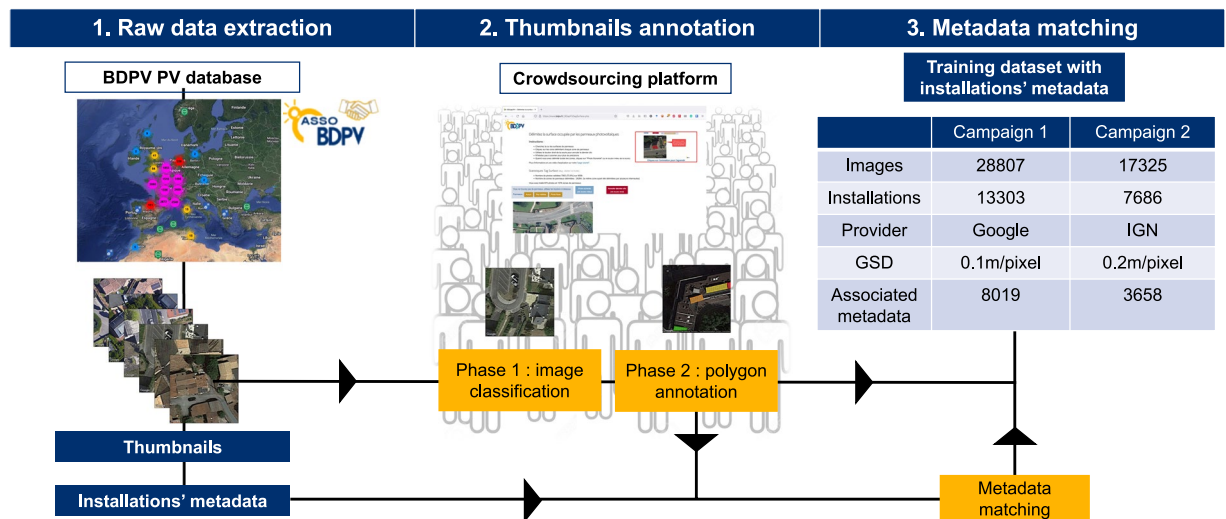 1. Raw data extraction
2. Thumbnails annotation
3. Metadata matching
BDPV PV database
ASSO
BDPV
Crowdsourcing platform
BDPV
Training dataset with
installations’ metadata
Campaign 1 Campaign 2
Images 28807 17325
Installations 13303 7686
Provider Google IGN
GSD 0.1m/pixel 0.2m/pixel
Associated
metadata 8019 3658
Phase 1 : image
classification
Phase 2 : polygon
annotation
Thumbnails
Installations’ metadata
Metadata
matching